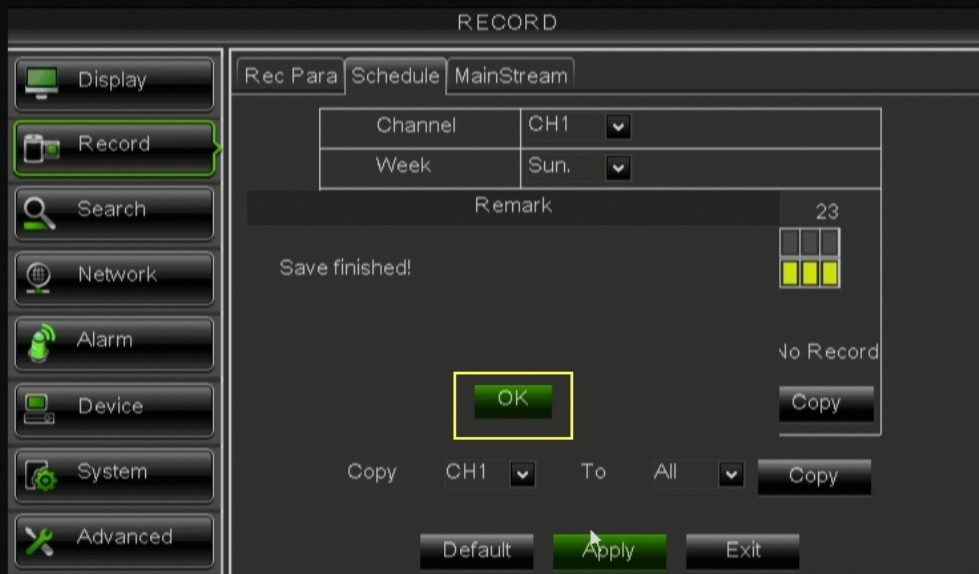 RECORD
Display
Record
Search
Network
Alarm
Device
System
Advanced
Rec Para Schedule MainStream
Channel CH1
Week Sun.
Remark
23
Save finished!
No Record
OK
Copy
Copy CH1 To All Copy
Default Apply Exit